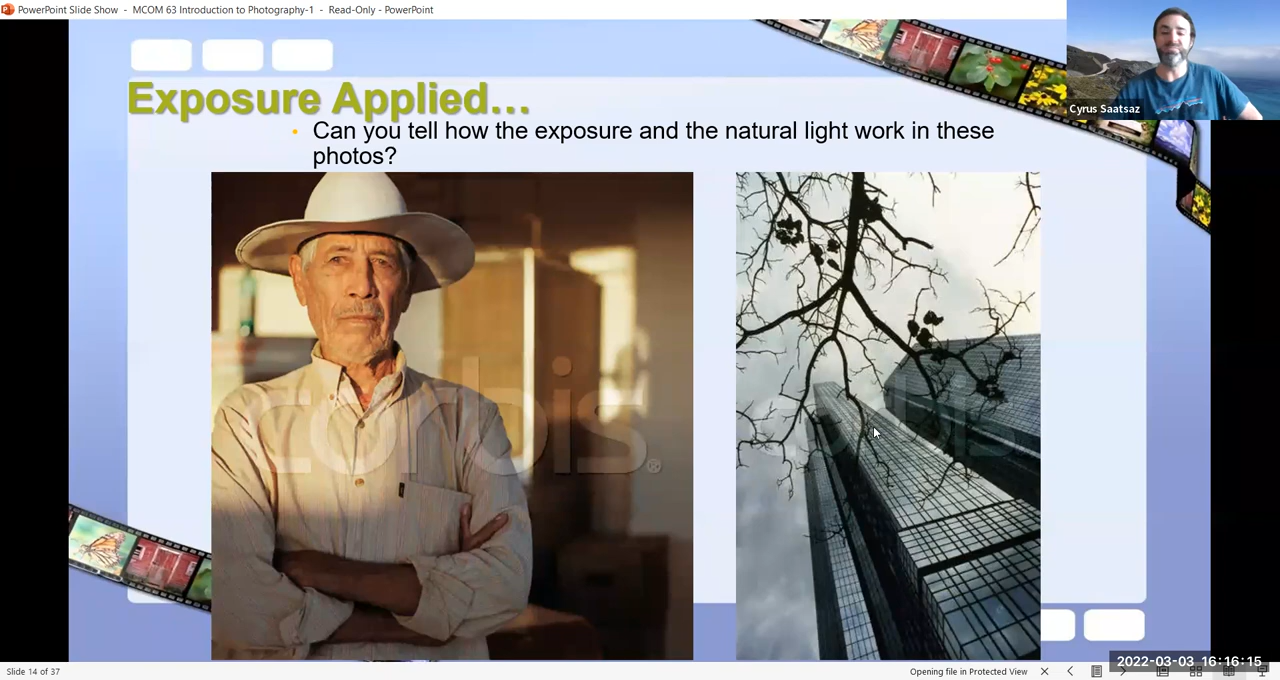 PowerPoint Slide Show - MCOM 63 Introduction to Photography-1 - Read-Only - PowerPoint
Cyrus Saatsaz
Exposure Applied...
• Can you tell how the exposure and the natural light work in these
photos?
corbis®
corbis
Slide 14 of 37
Opening file in Protected View
2022-03-03 16:16:15